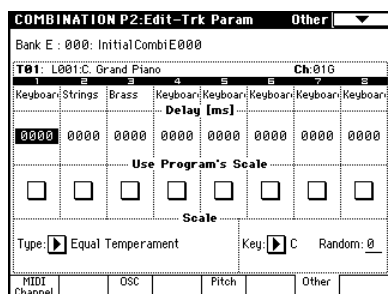 COMBINATION P2:Edit-Trk Param Other
Bank E : 000: InitialCombiE000
T01: L001:C. Grand Piano Ch:01G
1 2 3 4 5 6 7 8
Keyboar Strings Brass Keyboar Keyboar Keyboar Keyboar Keyboar
Delay [ms]
0000 0000 0000 0000 0000 0000 0000 0000
Use Program's Scale
Scale
Type: Equal Temperament Key: C Random: 0
MIDI Channel OSC Pitch Other